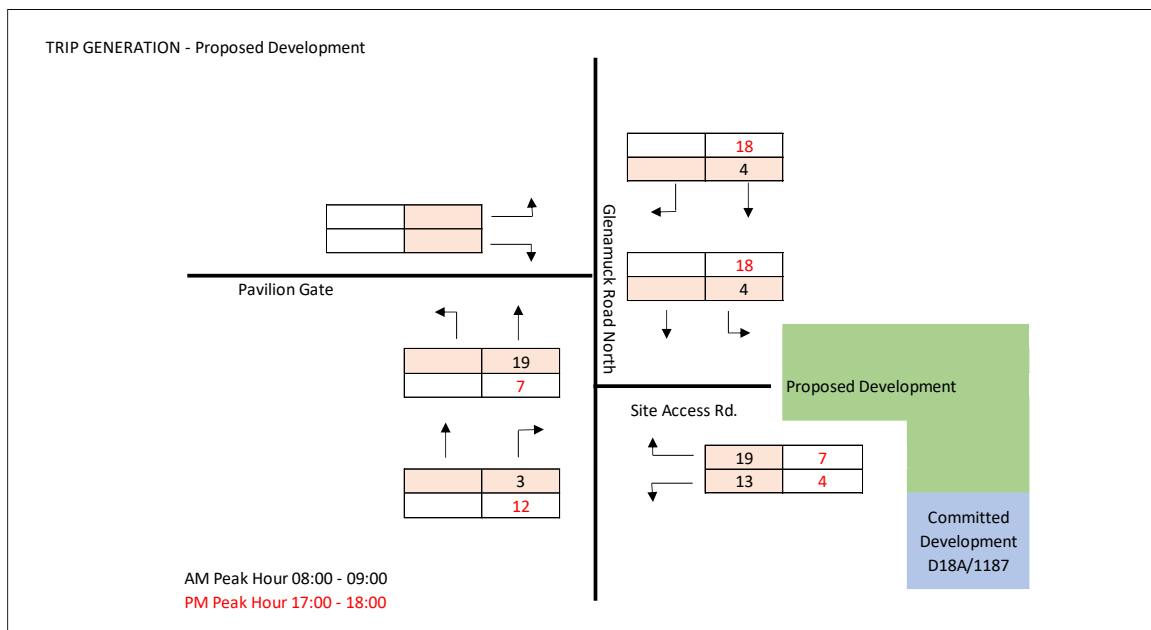 TRIP GENERATION - Proposed Development
18
4
Glenamuck Road North
18
4
Pavilion Gate
19
7
Proposed Development
Site Access Rd.
19 7
13 4
3
12
Committed
Development
D18A/1187
AM Peak Hour 08:00 - 09:00
PM Peak Hour 17:00 - 18:00